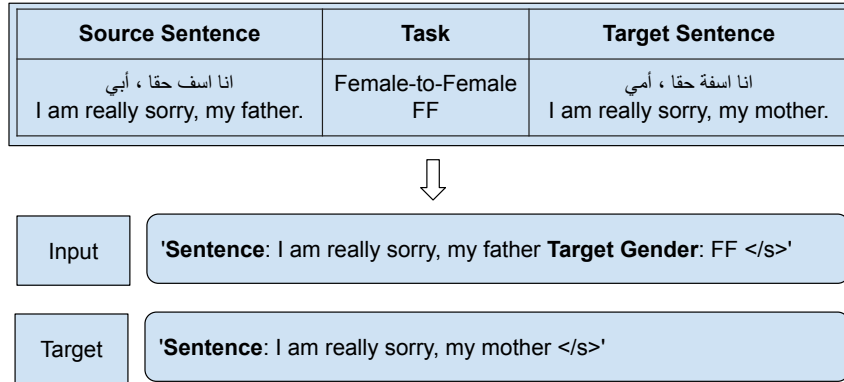 Source Sentence Task Target Sentence
انا اسف حقا ، أبي
I am really sorry, my father.
Female-to-Female
FF
انا اسفة حقا ، أمي
I am really sorry, my mother.
Input
'Sentence: I am really sorry, my father Target Gender: FF </s>'
Target
'Sentence: I am really sorry, my mother </s>'